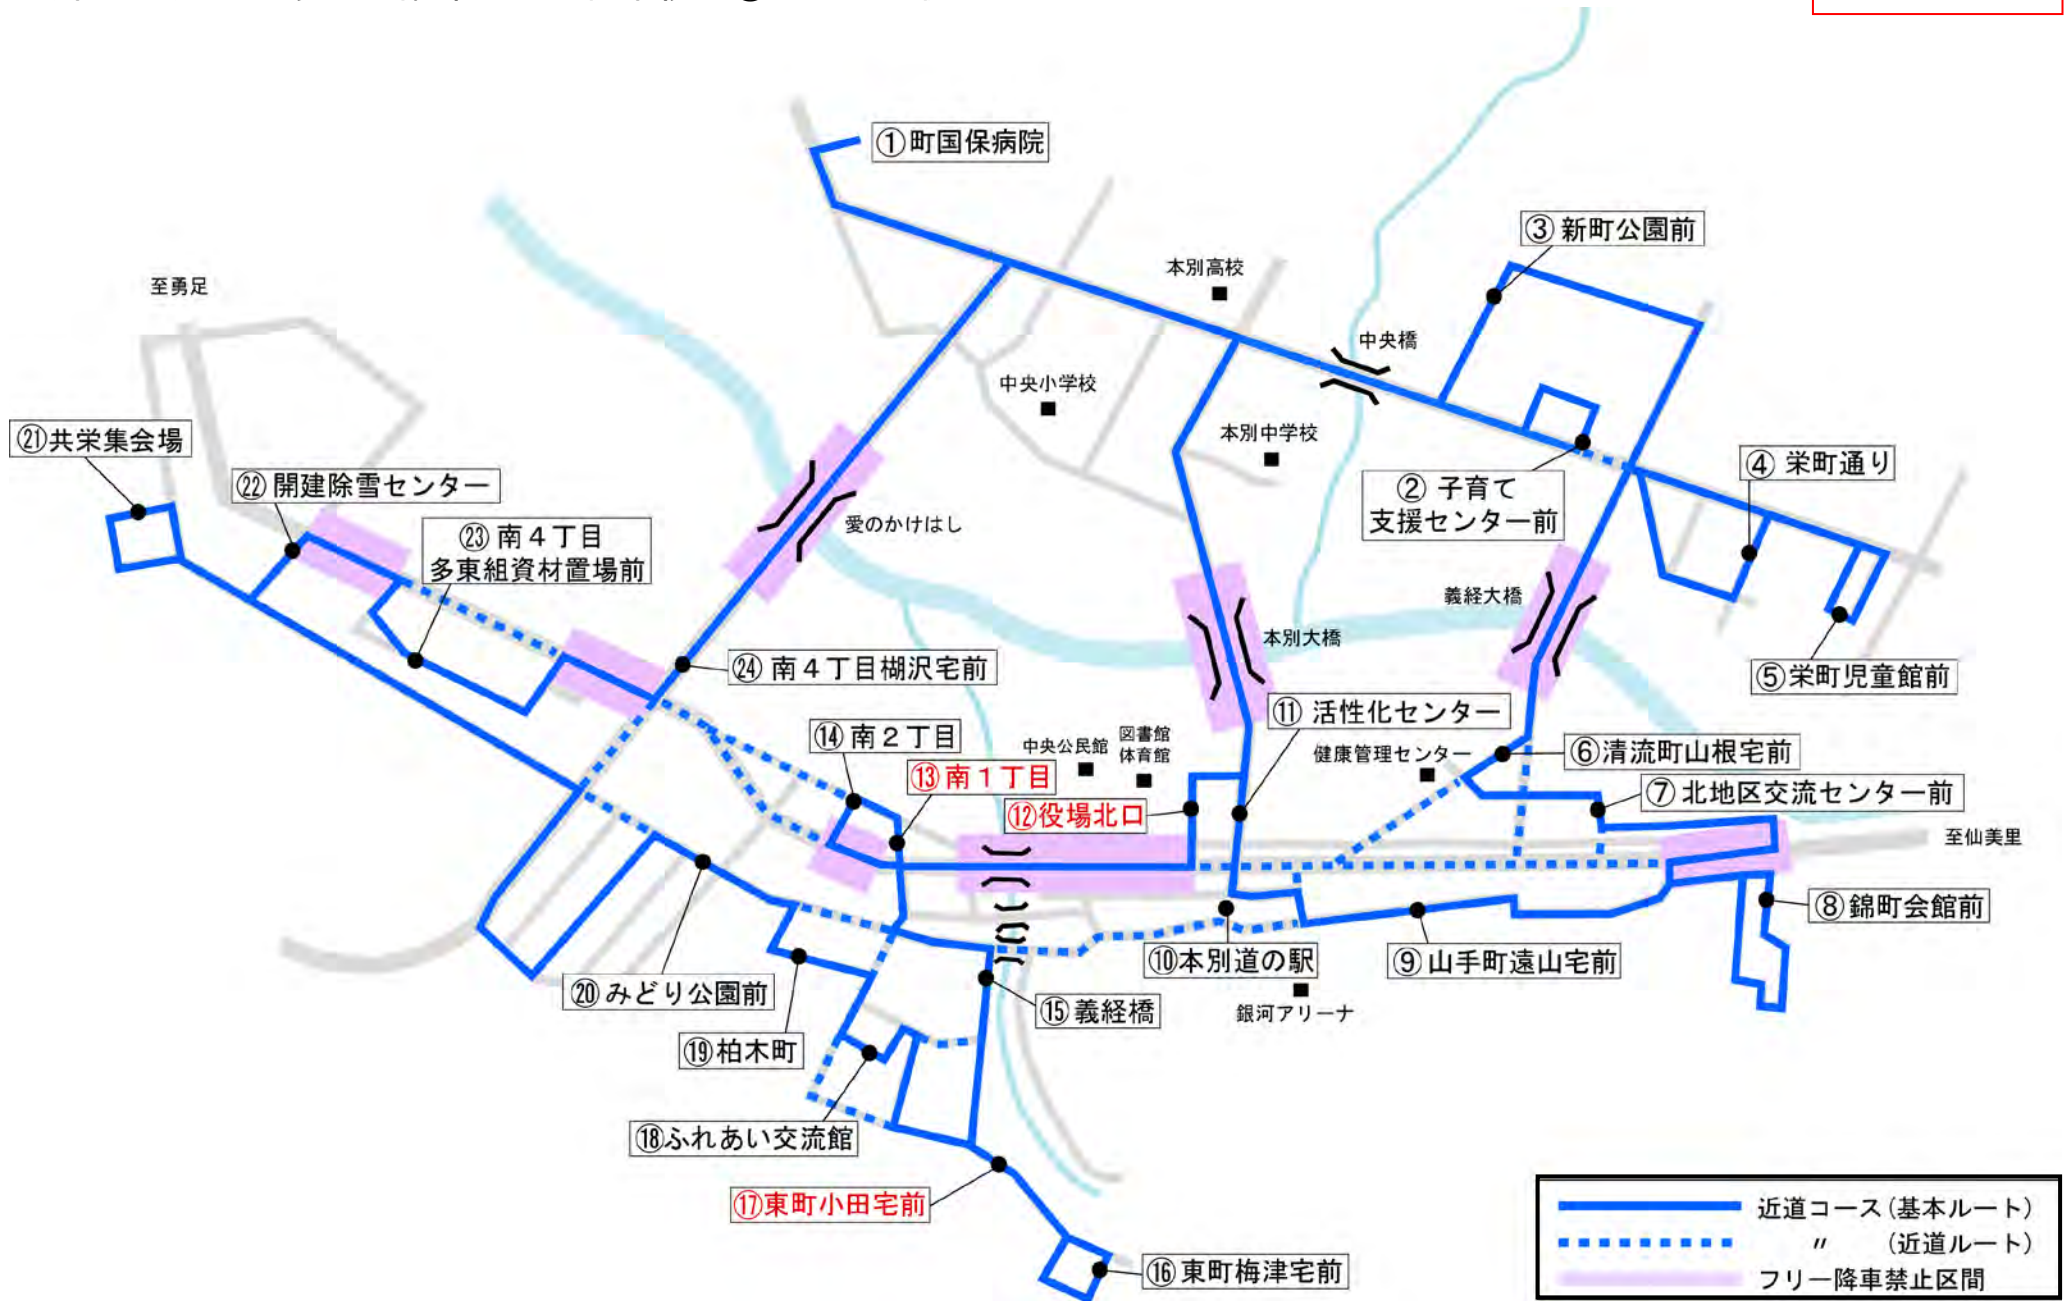 ①町国保病院
③新町公園前
本別高校
至勇足
中央橋
中央小学校
㉑共栄集会場
本別中学校
④ 栄町通り
㉒開建除雪センター
② 子育て
支援センター前
㉓南４丁目
多東組資材置場前
愛のかけはし
義経大橋
本別大橋
㉔南４丁目楜沢宅前
⑤栄町児童館前
⑪ 活性化センター
⑭南２丁目
中央公民館
図書館
体育館
健康管理センター
⑥清流町山根宅前
⑬南１丁目
⑦北地区交流センター前
⑫役場北口
至仙美里
⑧錦町会館前
⑩本別道の駅
⑨山手町遠山宅前
⑳みどり公園前
⑮義経橋
銀河アリーナ
⑲柏木町
⑱ふれあい交流館
⑰東町小田宅前
⑯東町梅津宅前
近道コース（基本ルート）
〃 （近道ルート）
フリー降車禁止区間